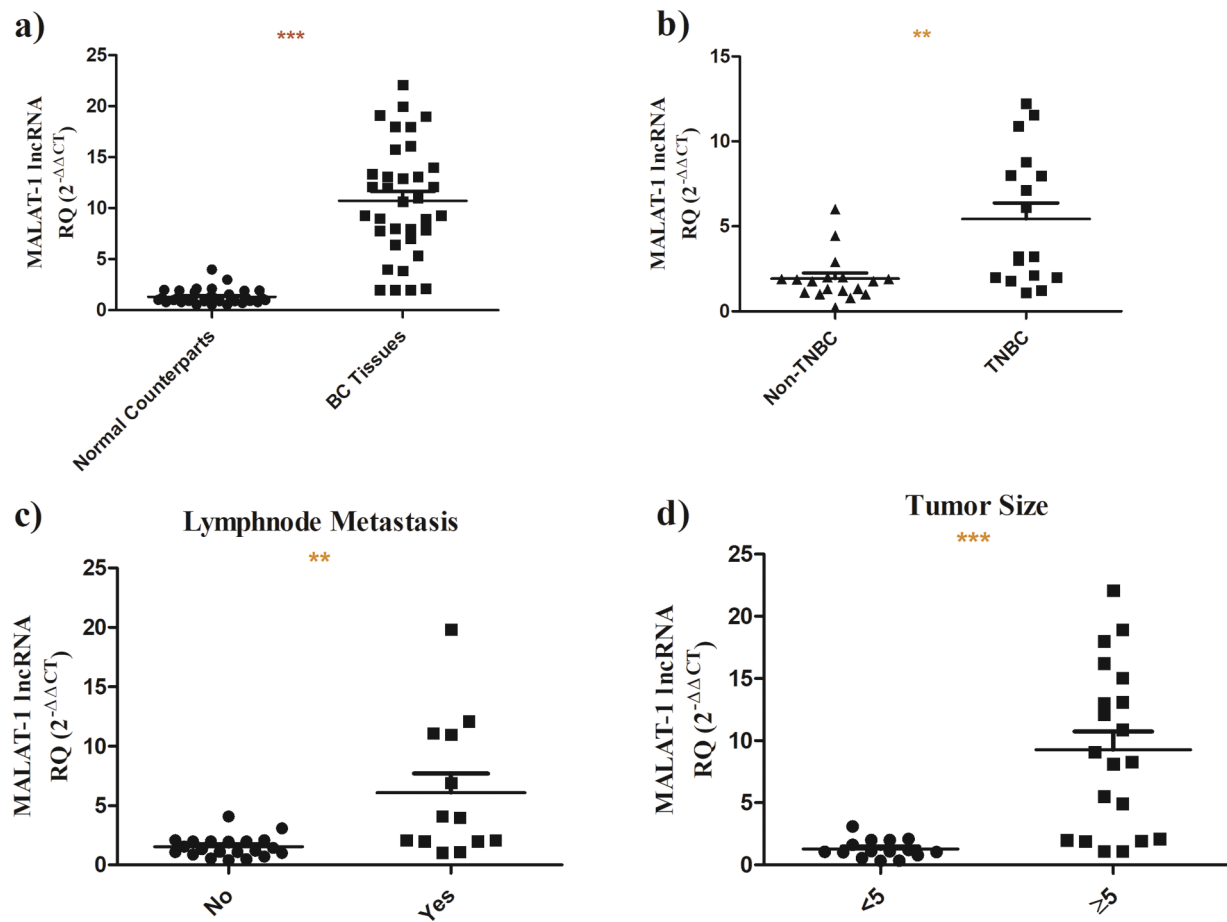 a)
***
MALAT-1 lncRNA
RQ (2^-ΔΔCT)
25
20
15
10
5
0
Normal Counterparts
BC Tissues
b)
**
MALAT-1 lncRNA
RQ (2^-ΔΔCT)
15
10
5
0
Non-TNBC
TNBC
c)
Lymphnode Metastasis
**
MALAT-1 lncRNA
RQ (2^-ΔΔCT)
25
20
15
10
5
0
No
Yes
d)
Tumor Size
***
MALAT-1 lncRNA
RQ (2^-ΔΔCT)
25
20
15
10
5
0
<5
≥5